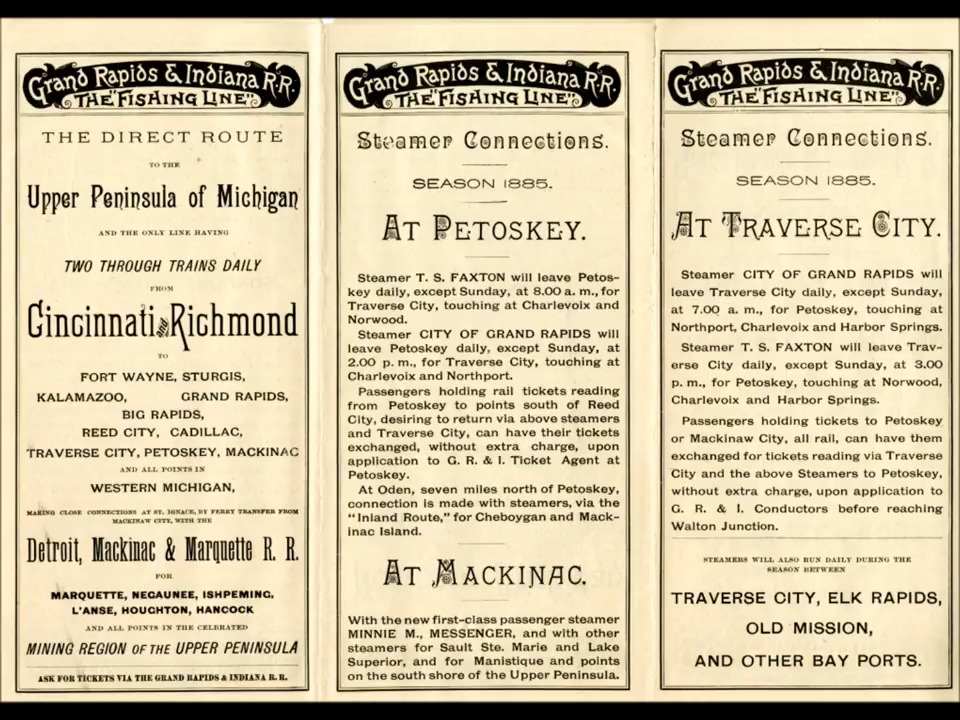 Grand Rapids & Indiana R.R.
THE "FISHING LINE"
THE DIRECT ROUTE
TO THE
Upper Peninsula of Michigan
AND THE ONLY LINE HAVING
TWO THROUGH TRAINS DAILY
FROM
Cincinnati and Richmond
TO
FORT WAYNE, STURGIS,
KALAMAZOO, GRAND RAPIDS,
BIG RAPIDS,
REED CITY, CADILLAC,
TRAVERSE CITY, PETOSKEY, MACKINAC
AND ALL POINTS IN
WESTERN MICHIGAN,
MAKING CLOSE CONNECTIONS AT ST. IGNACE, BY FERRY TRANSFER FROM
MACKINAW CITY, WITH THE
Detroit, Mackinac & Marquette R. R.
FOR
MARQUETTE, NEGAUNEE, ISHPEMING,
L'ANSE, HOUGHTON, HANCOCK
AND ALL POINTS IN THE CELEBRATED
MINING REGION OF THE UPPER PENINSULA
ASK FOR TICKETS VIA THE GRAND RAPIDS & INDIANA R. R.
Grand Rapids & Indiana R.R.
THE "FISHING LINE"
Steamer Connections.
SEASON 1885.
AT PETOSKEY.
Steamer T. S. FAXTON will leave Petos-
key daily, except Sunday, at 8.00 a. m., for
Traverse City, touching at Charlevoix and
Norwood.
Steamer CITY OF GRAND RAPIDS will
leave Petoskey daily, except Sunday, at
2.00 p. m., for Traverse City, touching at
Charlevoix and Northport.
Passengers holding rail tickets reading
from Petoskey to points south of Reed
City, desiring to return via above steamers
and Traverse City, can have their tickets
exchanged, without extra charge, upon
application to G. R. & I. Ticket Agent at
Petoskey.
At Oden, seven miles north of Petoskey,
connection is made with steamers, via the
"Inland Route," for Cheboygan and Mack-
inac Island.
AT MACKINAC.
With the new first-class passenger steamer
MINNIE M., MESSENGER, and with other
steamers for Sault Ste. Marie and Lake
Superior, and for Manistique and points
on the south shore of the Upper Peninsula.
Grand Rapids & Indiana R.R.
THE "FISHING LINE"
Steamer Connections.
SEASON 1885.
AT TRAVERSE CITY.
Steamer CITY OF GRAND RAPIDS will
leave Traverse City daily, except Sunday,
at 7.00 a. m., for Petoskey, touching at
Northport, Charlevoix and Harbor Springs.
Steamer T. S. FAXTON will leave Trav-
erse City daily, except Sunday, at 3.00
p. m., for Petoskey, touching at Norwood,
Charlevoix and Harbor Springs.
Passengers holding tickets to Petoskey
or Mackinaw City, all rail, can have them
exchanged for tickets reading via Traverse
City and the above Steamers to Petoskey,
without extra charge, upon application to
G. R. & I. Conductors before reaching
Walton Junction.
STEAMERS WILL ALSO RUN DAILY DURING THE
SEASON BETWEEN
TRAVERSE CITY, ELK RAPIDS,
OLD MISSION,
AND OTHER BAY PORTS.